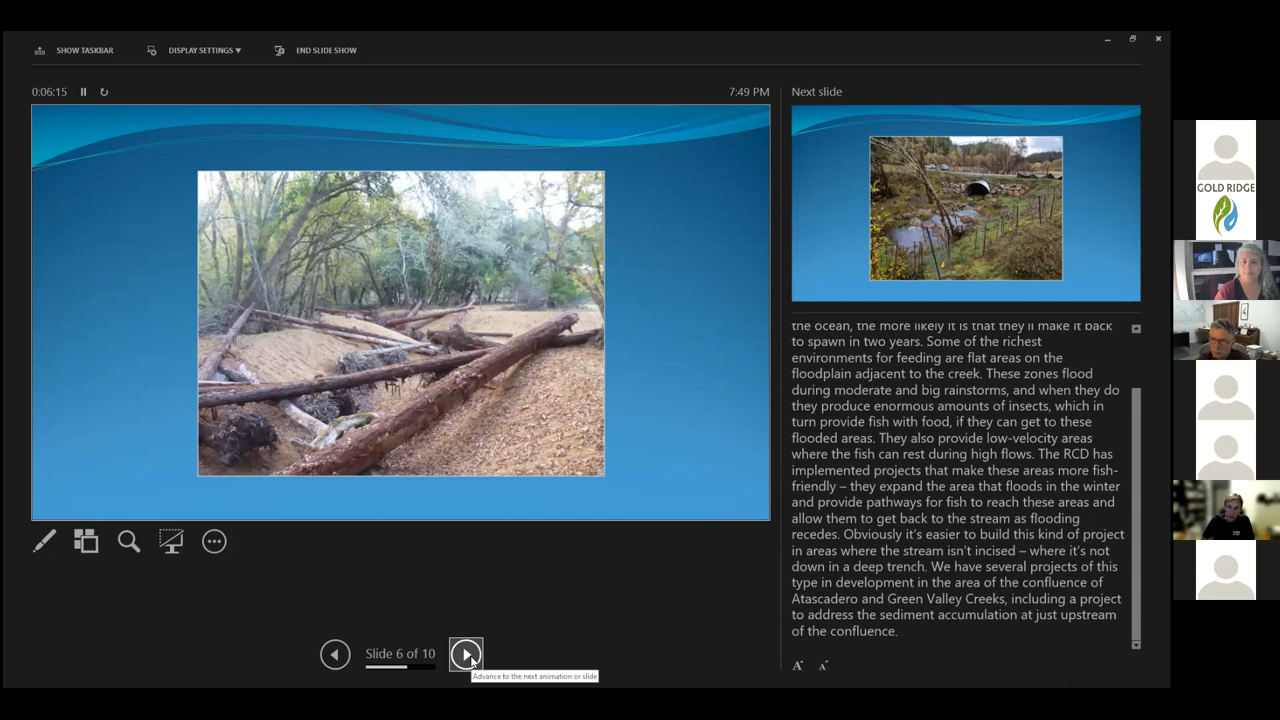 SHOW TASKBAR
DISPLAY SETTINGS ▼
END SLIDE SHOW
0:06:15
7:49 PM
Next slide
the ocean, the more likely it is that they'll make it back
to spawn in two years. Some of the richest
environments for feeding are flat areas on the
floodplain adjacent to the creek. These zones flood
during moderate and big rainstorms, and when they do
they produce enormous amounts of insects, which in
turn provide fish with food, if they can get to these
flooded areas. They also provide low-velocity areas
where the fish can rest during high flows. The RCD has
implemented projects that make these areas more fish-
friendly – they expand the area that floods in the winter
and provide pathways for fish to reach these areas and
allow them to get back to the stream as flooding
recedes. Obviously it's easier to build this kind of project
in areas where the stream isn't incised – where it's not
down in a deep trench. We have several projects of this
type in development in the area of the confluence of
Atascadero and Green Valley Creeks, including a project
to address the sediment accumulation at just upstream
of the confluence.
A A
Slide 6 of 10
Advance to the next animation or slide
GOLD RIDGE